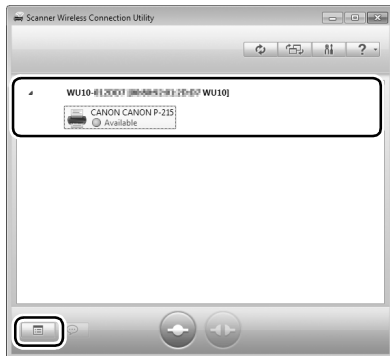 Scanner Wireless Connection Utility
?
WU10- WU10]
CANON CANON P-215
Available